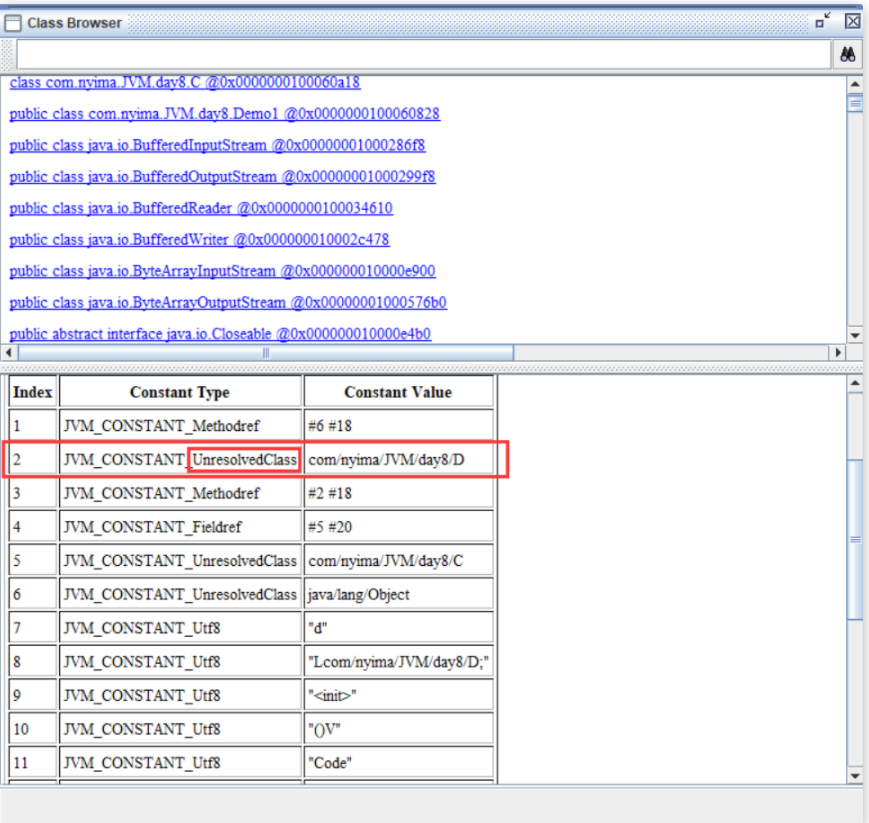 Class Browser
class com.nyima.JVM.day8.C @0x0000000100060a18
public class com.nyima.JVM.day8.Demo1 @0x0000000100060828
public class java.io.BufferedInputStream @0x00000001000286f8
public class java.io.BufferedOutputStream @0x00000001000299f8
public class java.io.BufferedReader @0x0000000100034610
public class java.io.BufferedWriter @0x000000010002c478
public class java.io.ByteArrayInputStream @0x000000010000e900
public class java.io.ByteArrayOutputStream @0x00000001000576b0
public abstract interface java.io.Closeable @0x000000010000e4b0
Index Constant Type Constant Value
1 JVM_CONSTANT_Methodref #6 #18
2 JVM_CONSTANT_UnresolvedClass com/nyima/JVM/day8/D
3 JVM_CONSTANT_Methodref #2 #18
4 JVM_CONSTANT_Fieldref #5 #20
5 JVM_CONSTANT_UnresolvedClass com/nyima/JVM/day8/C
6 JVM_CONSTANT_UnresolvedClass java/lang/Object
7 JVM_CONSTANT_Utf8 "d"
8 JVM_CONSTANT_Utf8 "Lcom/nyima/JVM/day8/D;"
9 JVM_CONSTANT_Utf8 "<init>"
10 JVM_CONSTANT_Utf8 "()V"
11 JVM_CONSTANT_Utf8 "Code"